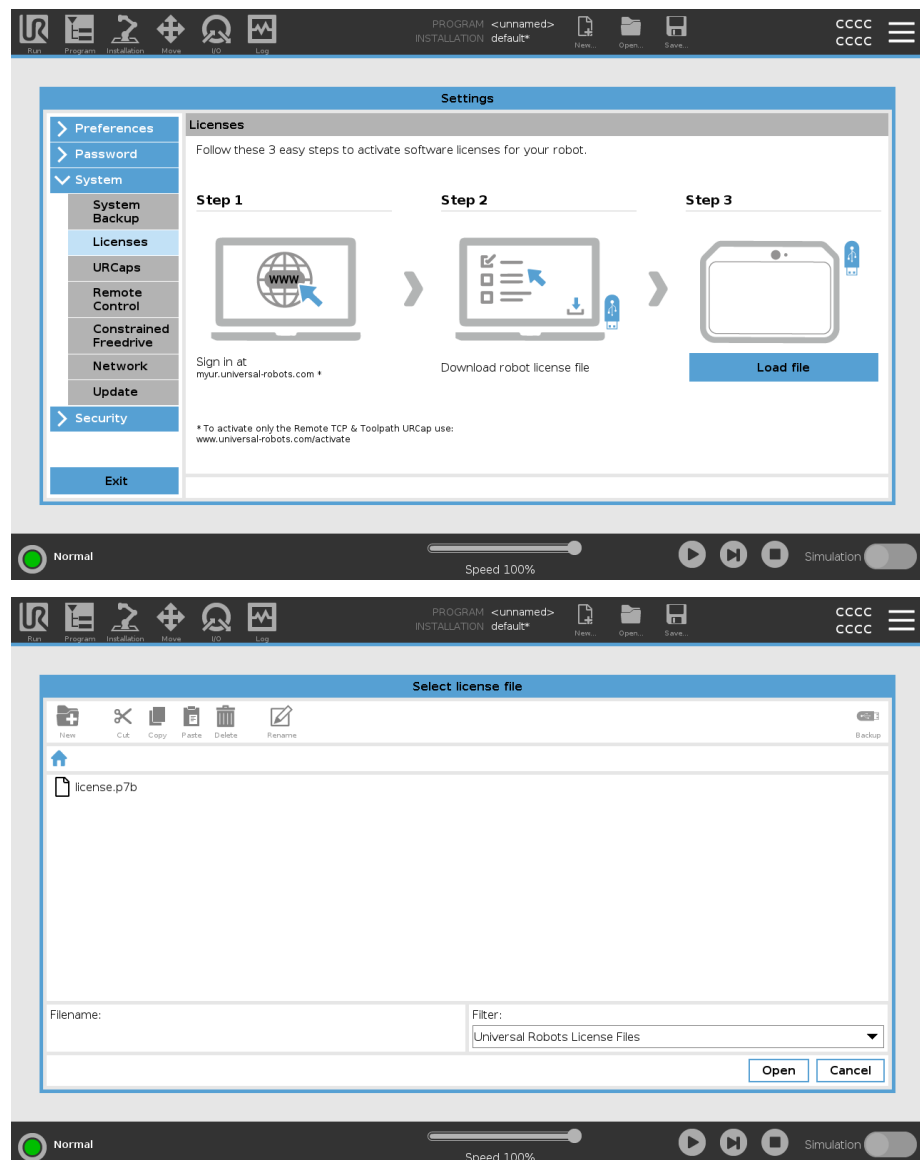 PROGRAM <unnamed>
INSTALLATION default*
CCCC
CCCC
Run Program Installation Move I/O Log New... Open... Save...
Settings
Preferences
Password
System
System
Backup
Licenses
URCaps
Remote
Control
Constrained
Freedrive
Network
Update
Security
Exit
Licenses
Follow these 3 easy steps to activate software licenses for your robot.
Step 1 Step 2 Step 3
www
Sign in at
myur.universal-robots.com *
Download robot license file
Load file
* To activate only the Remote TCP & Toolpath URCap use:
www.universal-robots.com/activate
Normal
Speed 100%
Simulation
PROGRAM <unnamed>
INSTALLATION default*
CCCC
CCCC
Run Program Installation Move I/O Log New... Open... Save...
Select license file
New Cut Copy Paste Delete Rename Backup
license.p7b
Filename:
Filter:
Universal Robots License Files
Open Cancel
Normal
Speed 100%
Simulation